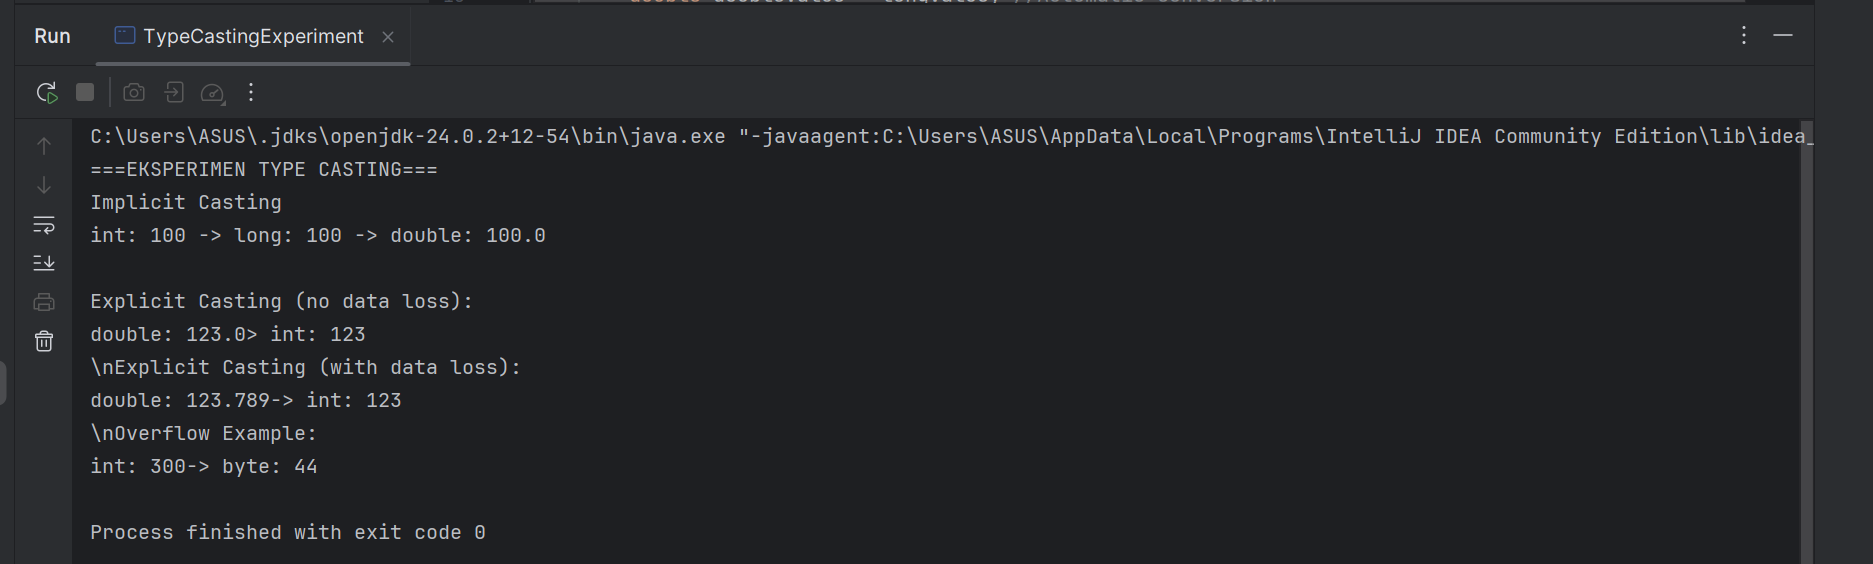 Run TypeCastingExperiment
C:\Users\ASUS\.jdks\openjdk-24.0.2+12-54\bin\java.exe "-javaagent:C:\Users\ASUS\AppData\Local\Programs\IntelliJ IDEA Community Edition\lib\idea_
===EKSPERIMEN TYPE CASTING===
Implicit Casting
int: 100 -> long: 100 -> double: 100.0
Explicit Casting (no data loss):
double: 123.0> int: 123
\nExplicit Casting (with data loss):
double: 123.789-> int: 123
\nOverflow Example:
int: 300-> byte: 44
Process finished with exit code 0